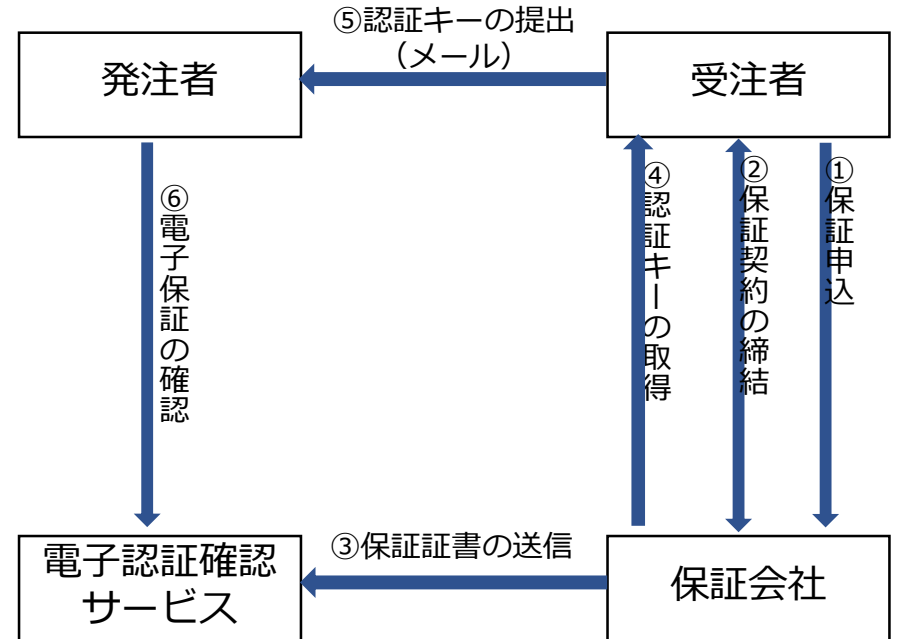 ⑤認証キーの提出
（メール）
発注者
受注者
⑥電子保証の確認
④認証キーの取得
②保証契約の締結
①保証申込
電子認証確認
サービス
③保証証書の送信
保証会社